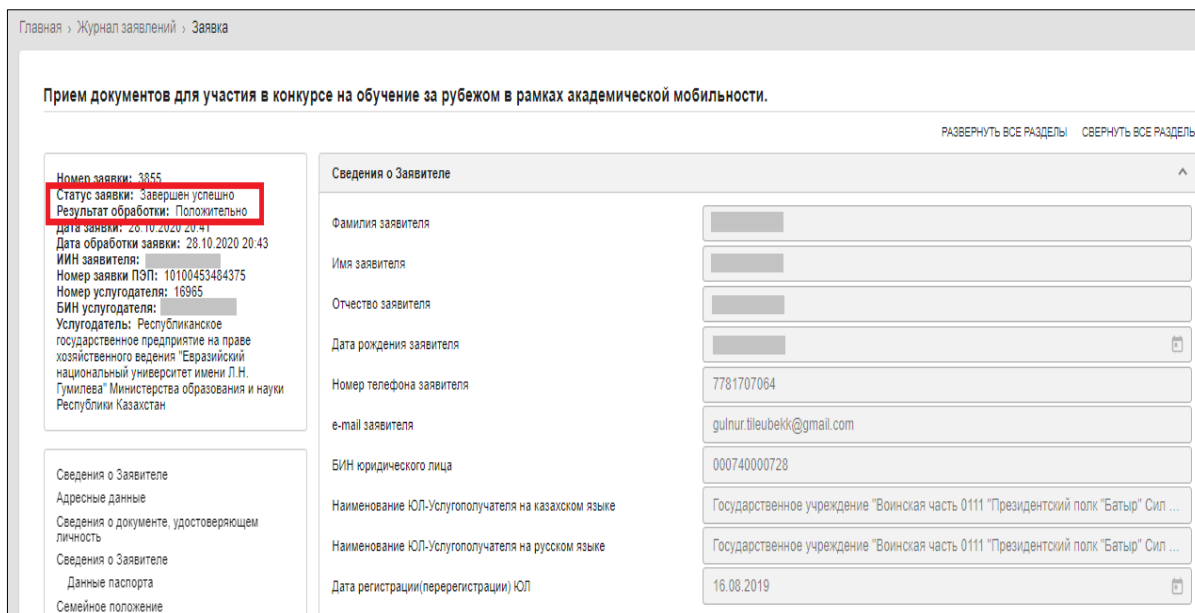 Главная › Журнал заявлений › Заявка
Прием документов для участия в конкурсе на обучение за рубежом в рамках академической мобильности.
РАЗВЕРНУТЬ ВСЕ РАЗДЕЛЫ СВЕРНУТЬ ВСЕ РАЗДЕЛЫ
Номер заявки: 3855
Статус заявки: Завершен успешно
Результат обработки: Положительно
Дата заявки: 28.10.2020 20:41
Дата обработки заявки: 28.10.2020 20:43
ИИН заявителя:
Номер заявки ПЭП: 10100453484375
Номер услугодателя: 16965
БИН услугодателя:
Услугодатель: Республиканское
государственное предприятие на праве
хозяйственного ведения "Евразийский
национальный университет имени Л.Н.
Гумилева" Министерства образования и науки
Республики Казахстан
Сведения о Заявителе
Адресные данные
Сведения о документе, удостоверяющем
личность
Сведения о Заявителе
Данные паспорта
Семейное положение
Сведения о Заявителе
Фамилия заявителя
Имя заявителя
Отчество заявителя
Дата рождения заявителя
Номер телефона заявителя 7781707064
e-mail заявителя gulnur.tileubekk@gmail.com
БИН юридического лица 000740000728
Наименование ЮЛ-Услугополучателя на казахском языке Государственное учреждение "Воинская часть 0111 "Президентский полк "Батыр" Сил ...
Наименование ЮЛ-Услугополучателя на русском языке Государственное учреждение "Воинская часть 0111 "Президентский полк "Батыр" Сил ...
Дата регистрации(перерегистрации) ЮЛ 16.08.2019